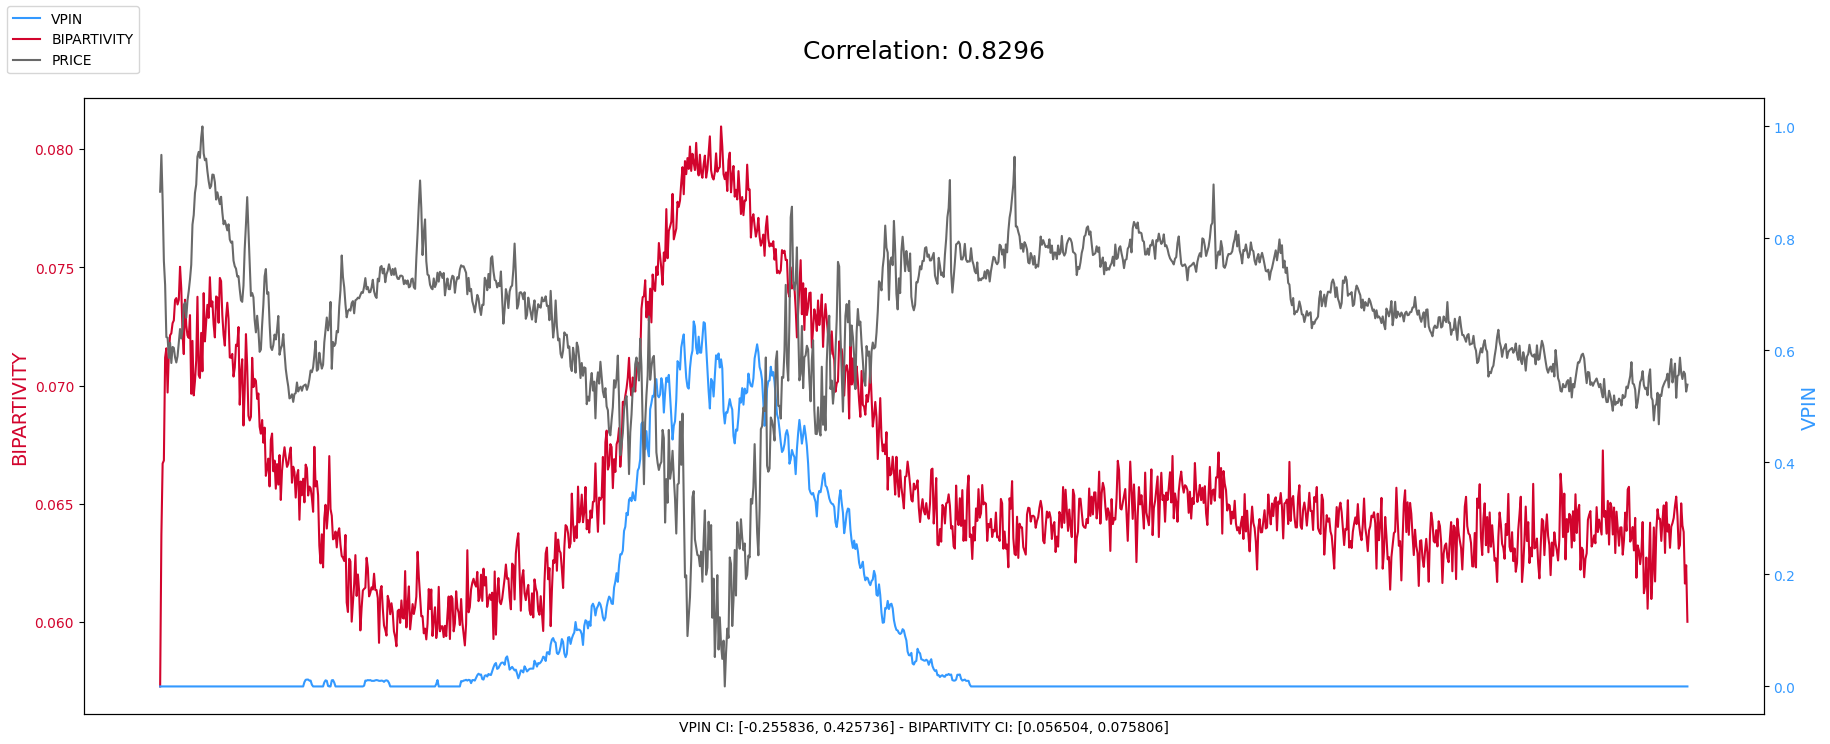 VPIN
BIPARTIVITY
PRICE
Correlation: 0.8296
BIPARTIVITY
0.080
0.075
0.070
0.065
0.060
1.0
0.8
0.6
0.4
0.2
0.0
VPIN
VPIN CI: [-0.255836, 0.425736] - BIPARTIVITY CI: [0.056504, 0.075806]